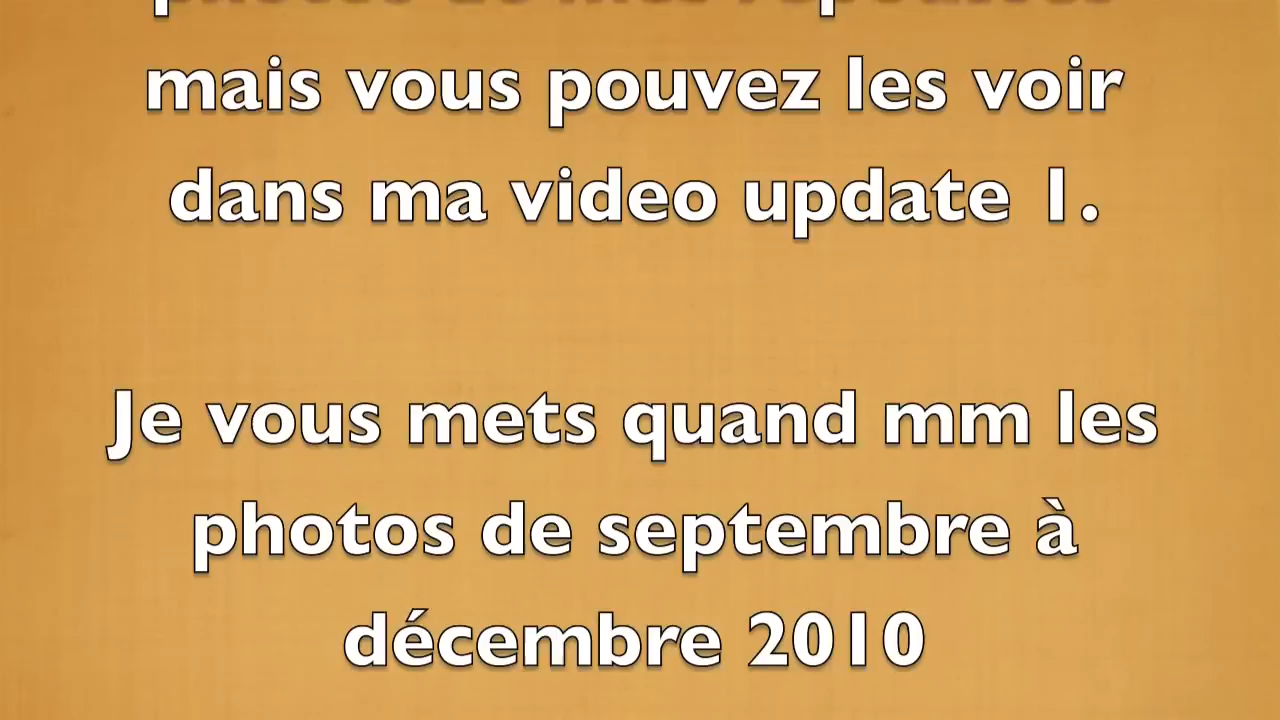 mais vous pouvez les voir
dans ma video update 1.
Je vous mets quand mm les
photos de septembre à
décembre 2010